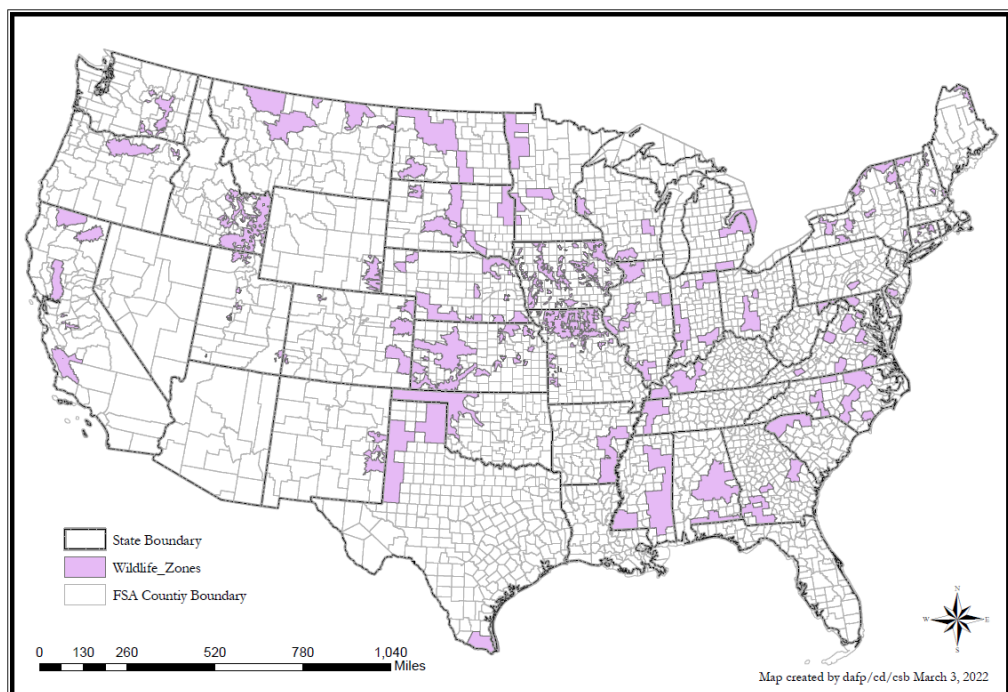 State Boundary
Wildlife_Zones
FSA Countiy Boundary
0 130 260 520 780 1,040
Miles
N
W E
S
Map created by dafp/cd/csb March 3, 2022